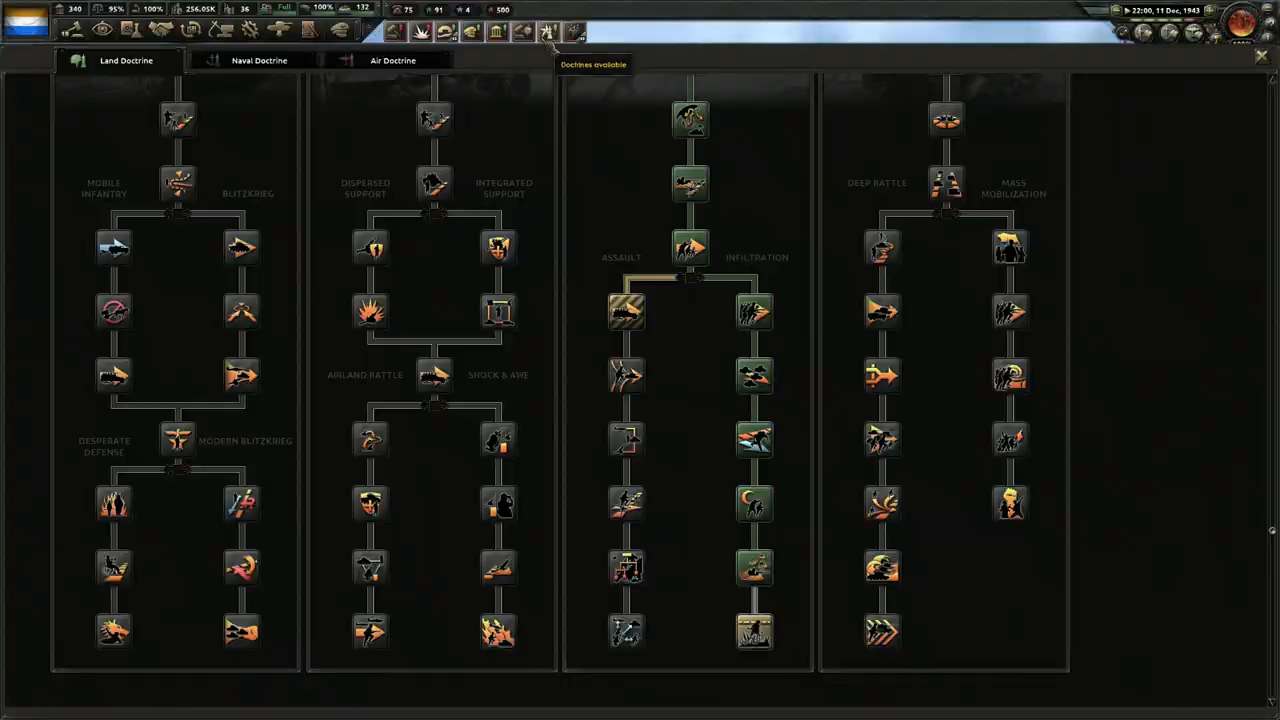 340 95% 100% 256.05K 36 Full 100% 132 75 91 4 500
22:00, 11 Dec, 1943
Land Doctrine Naval Doctrine Air Doctrine
Doctrines available
MOBILE INFANTRY
BLITZKRIEG
DISPERSED SUPPORT
INTEGRATED SUPPORT
DEEP BATTLE
MASS MOBILIZATION
ASSAULT
INFILTRATION
AIRLAND BATTLE
SHOCK & AWE
DESPERATE DEFENSE
MODERN BLITZKRIEG